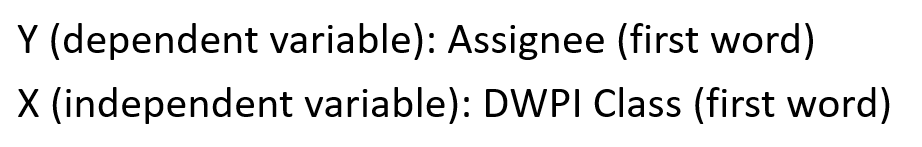 Y (dependent variable): Assignee (first word)
X (independent variable): DWPI Class (first word)